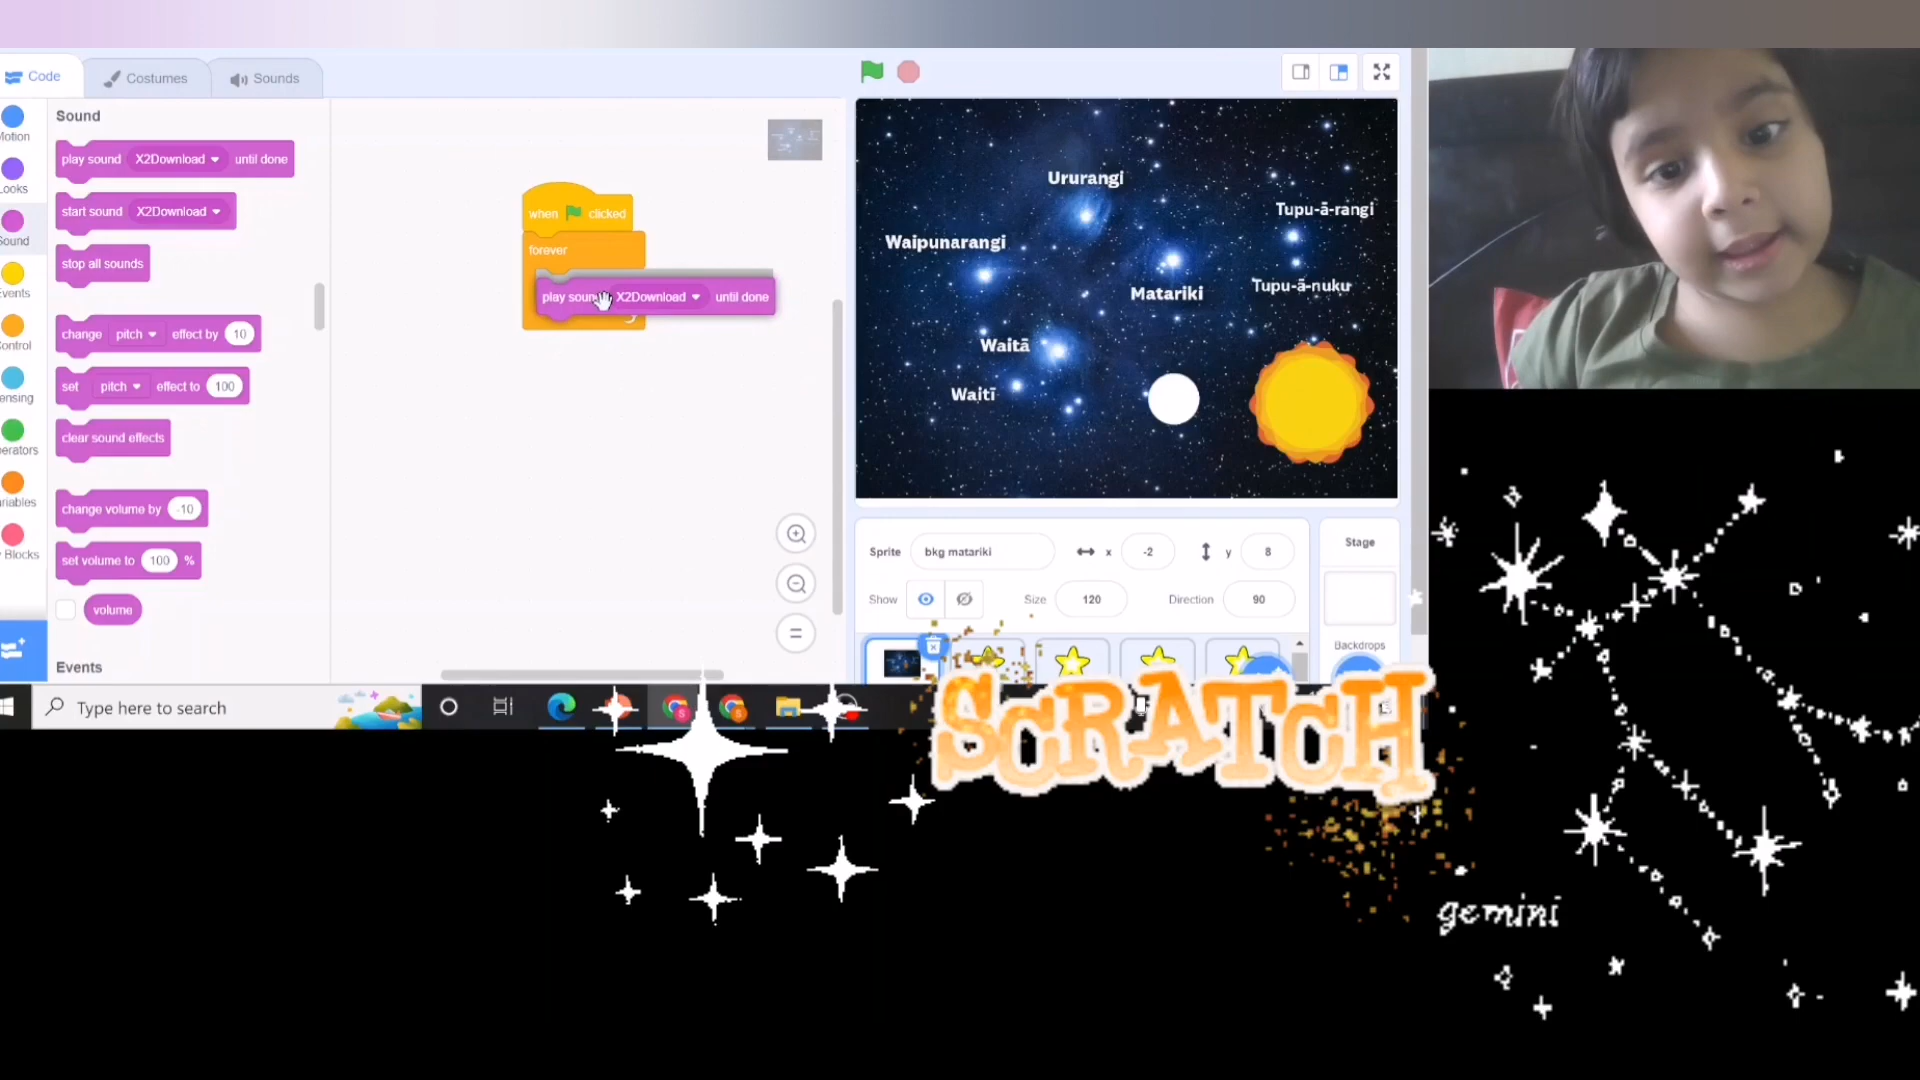 Code
Costumes
Sounds
Sound
play sound X2Download until done
start sound X2Download
stop all sounds
change pitch effect by 10
set pitch effect to 100
clear sound effects
change volume by -10
set volume to 100 %
volume
Events
Motion
Looks
Sound
Events
Control
ensing
erators
ariables
Blocks
when clicked
forever
play sound X2Download until done
Ururangi
Tupu-ā-rangi
Waipunarangi
Tupu-ā-nuku
Matariki
Waitā
Waitī
Sprite bkg matariki x -2 y 8
Show Size 120 Direction 90
Stage
Backdrops
Type here to search
SCRATCH
gemini